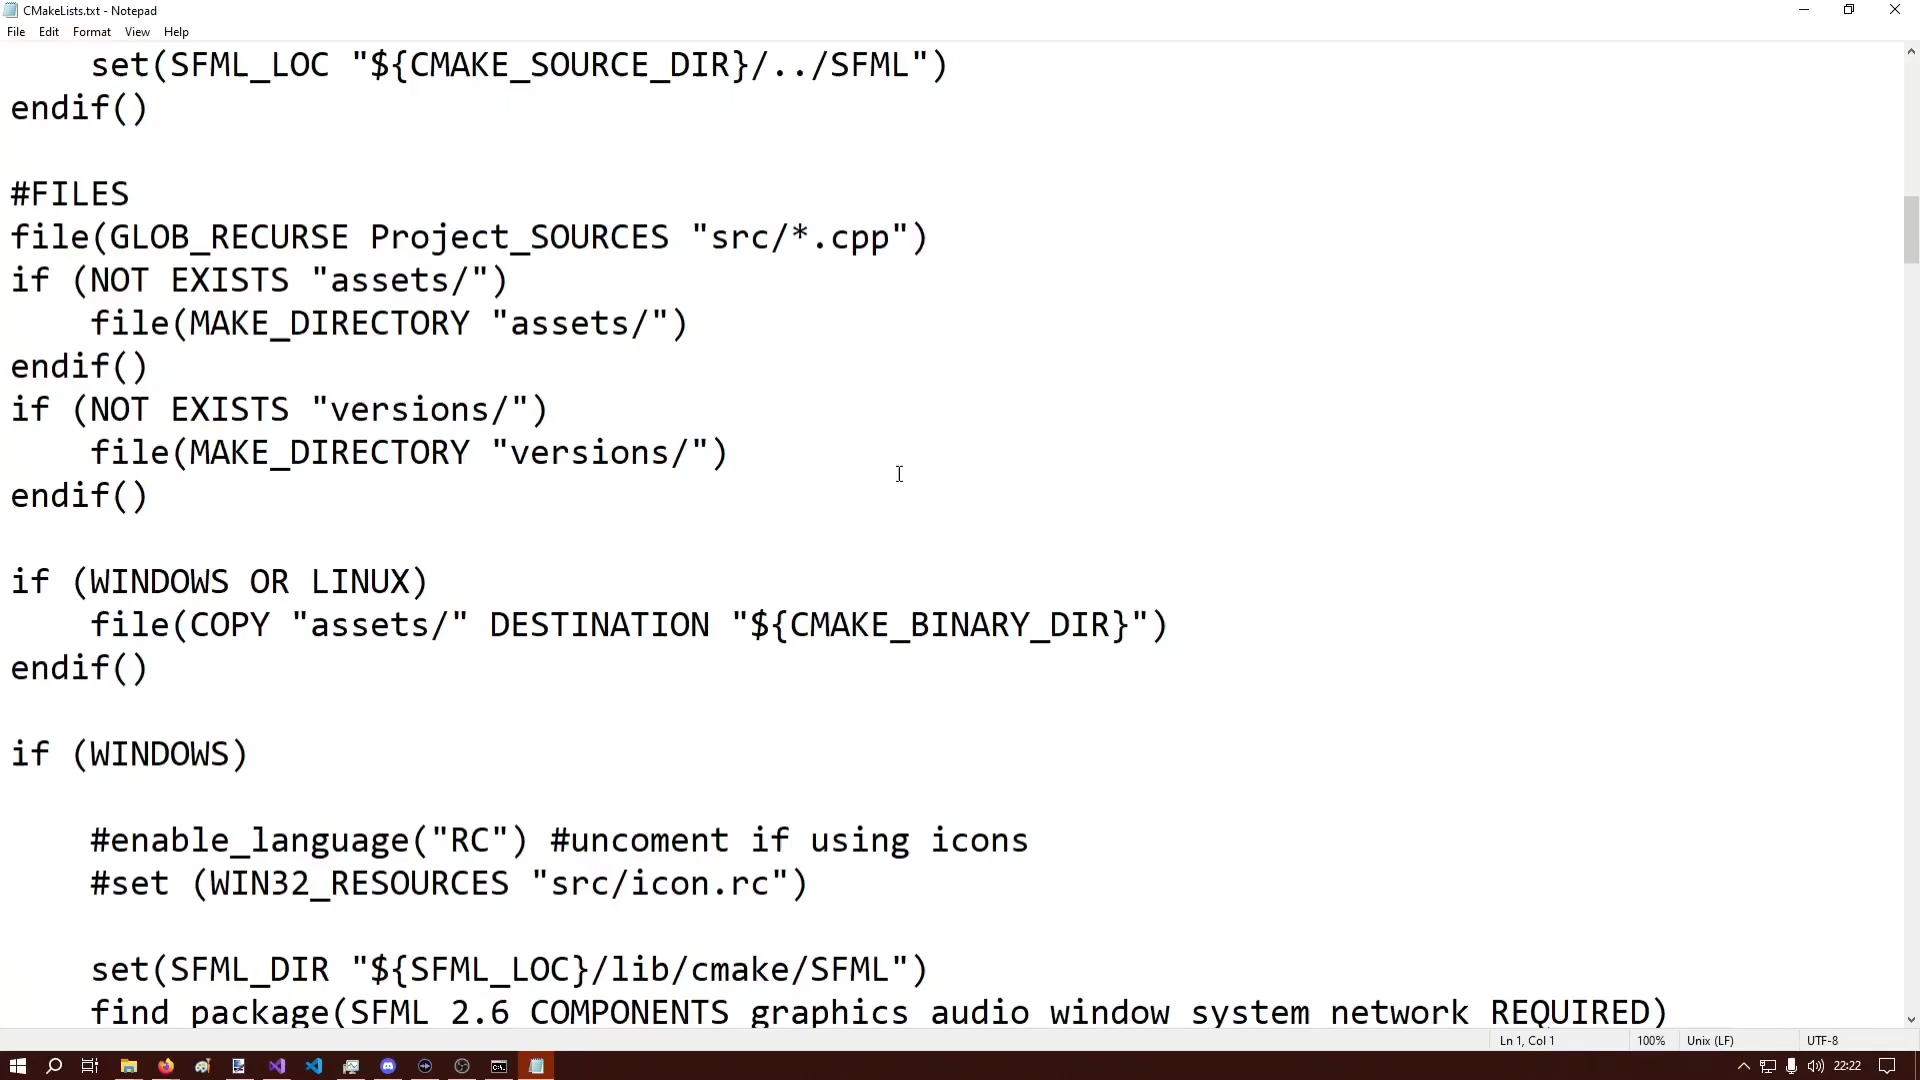 CMakeLists.txt - Notepad
File Edit Format View Help
set(SFML_LOC "${CMAKE_SOURCE_DIR}/../SFML")
endif()
#FILES
file(GLOB_RECURSE Project_SOURCES "src/*.cpp")
if (NOT EXISTS "assets/")
file(MAKE_DIRECTORY "assets/")
endif()
if (NOT EXISTS "versions/")
file(MAKE_DIRECTORY "versions/")
endif()
if (WINDOWS OR LINUX)
file(COPY "assets/" DESTINATION "${CMAKE_BINARY_DIR}")
endif()
if (WINDOWS)
#enable_language("RC") #uncoment if using icons
#set (WIN32_RESOURCES "src/icon.rc")
set(SFML_DIR "${SFML_LOC}/lib/cmake/SFML")
find_package(SFML 2.6 COMPONENTS graphics audio window system network REQUIRED)
Ln 1, Col 1 100% Unix (LF) UTF-8
22:22